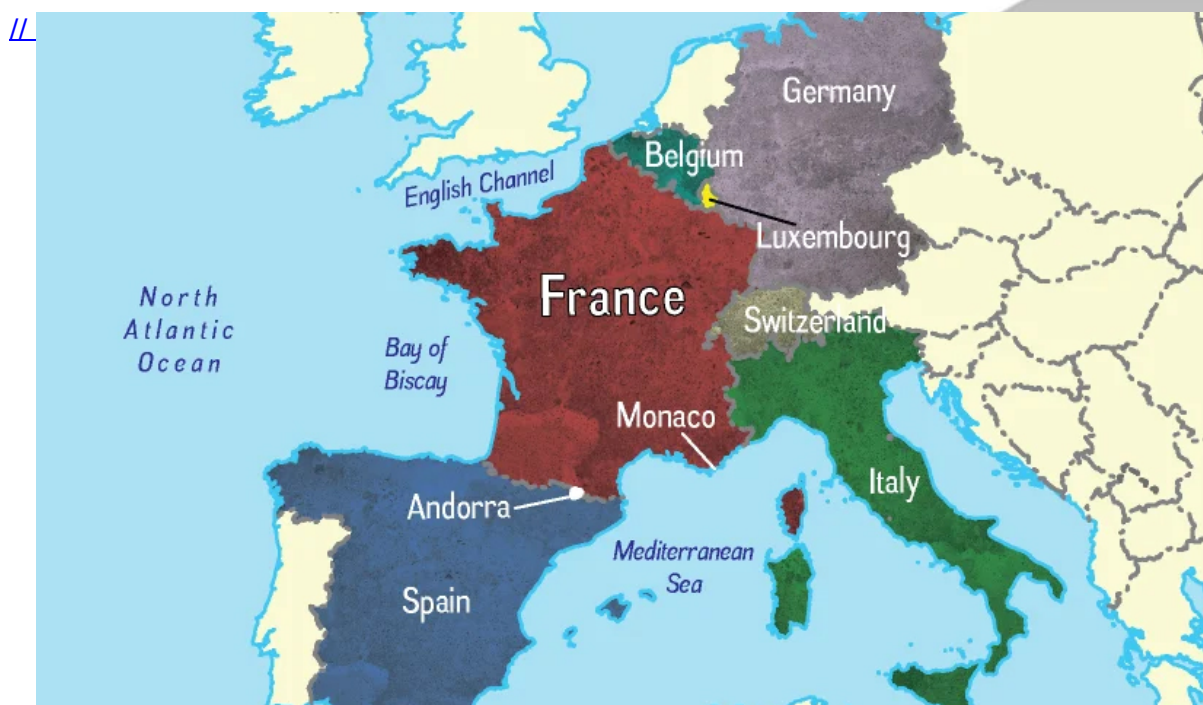 //
Germany
Belgium
English Channel
Luxembourg
France
North
Atlantic
Ocean
Switzerland
Bay of
Biscay
Monaco
Italy
Andorra
Mediterranean
Sea
Spain